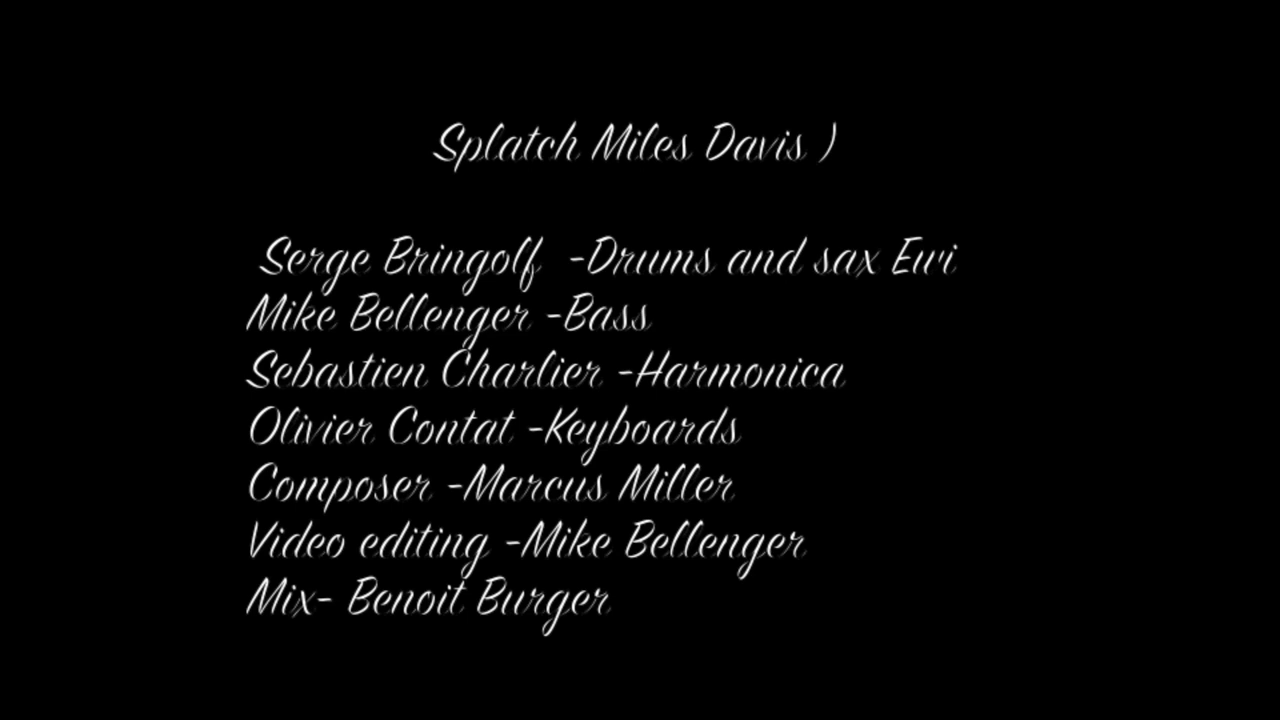 Splatch Miles Davis )
Serge Bringolf -Drums and sax Ewi
Mike Bellenger -Bass
Sebastien Charlier -Harmonica
Olivier Contat -Keyboards
Composer -Marcus Miller
Video editing -Mike Bellenger
Mix- Benoit Burger